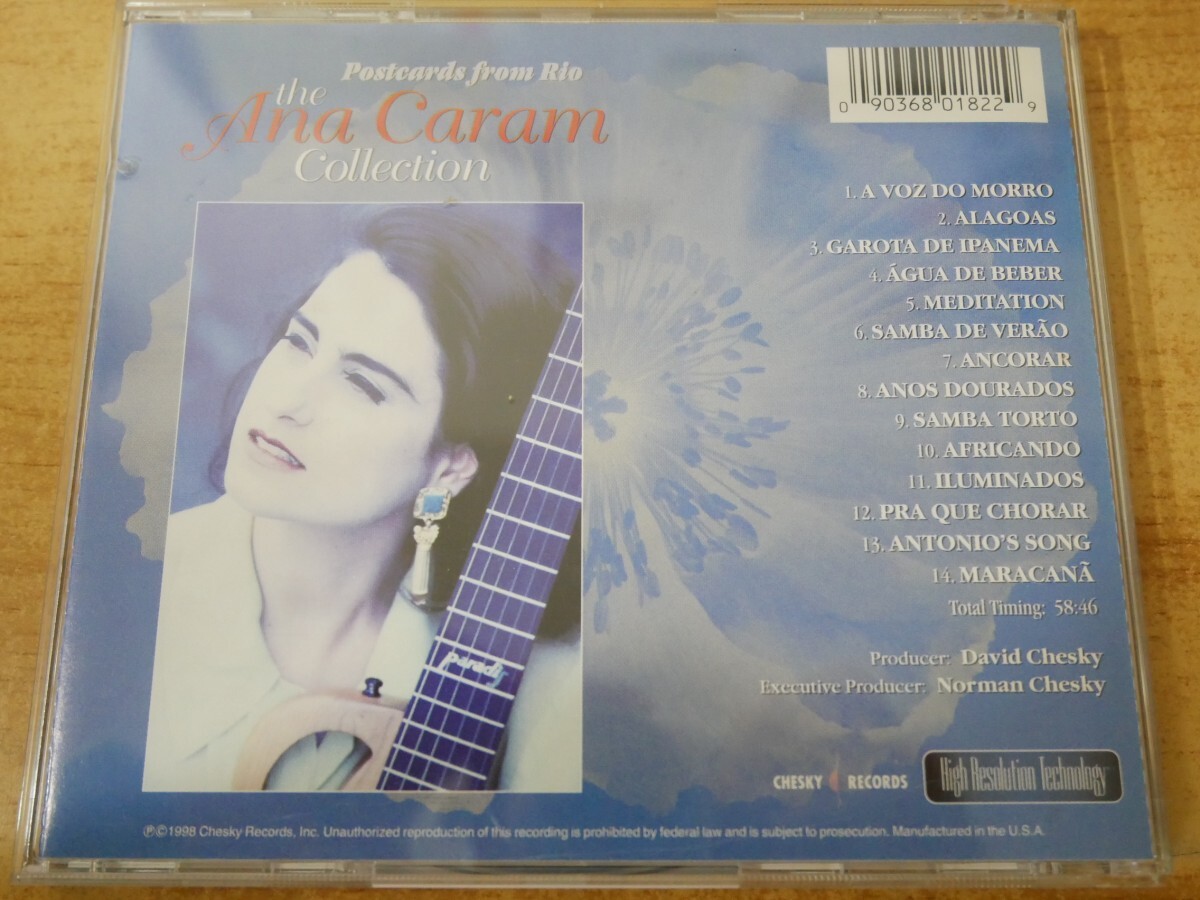 Postcards from Rio
the
Ana Caram
Collection
0 90368 01822 9
1. A VOZ DO MORRO
2. ALAGOAS
3. GAROTA DE IPANEMA
4. ÁGUA DE BEBER
5. MEDITATION
6. SAMBA DE VERÃO
7. ANCORAR
8. ANOS DOURADOS
9. SAMBA TORTO
10. AFRICANDO
11. ILUMINADOS
12. PRA QUE CHORAR
13. ANTONIO'S SONG
14. MARACANÃ
Total Timing: 58:46
Producer: David Chesky
Executive Producer: Norman Chesky
CHESKY RECORDS
High Resolution Technology
℗©1998 Chesky Records, Inc. Unauthorized reproduction of this recording is prohibited by federal law and is subject to prosecution. Manufactured in the U.S.A.